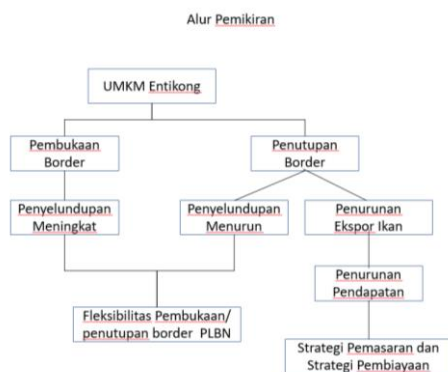 Alur Pemikiran
UMKM Entikong
Pembukaan
Border
Penutupan
Border
Penyelundupan
Meningkat
Penyelundupan
Menurun
Penurunan
Ekspor Ikan
Penurunan
Pendapatan
Fleksibilitas Pembukaan/
penutupan border PLBN
Strategi Pemasaran dan
Strategi Pembiayaan